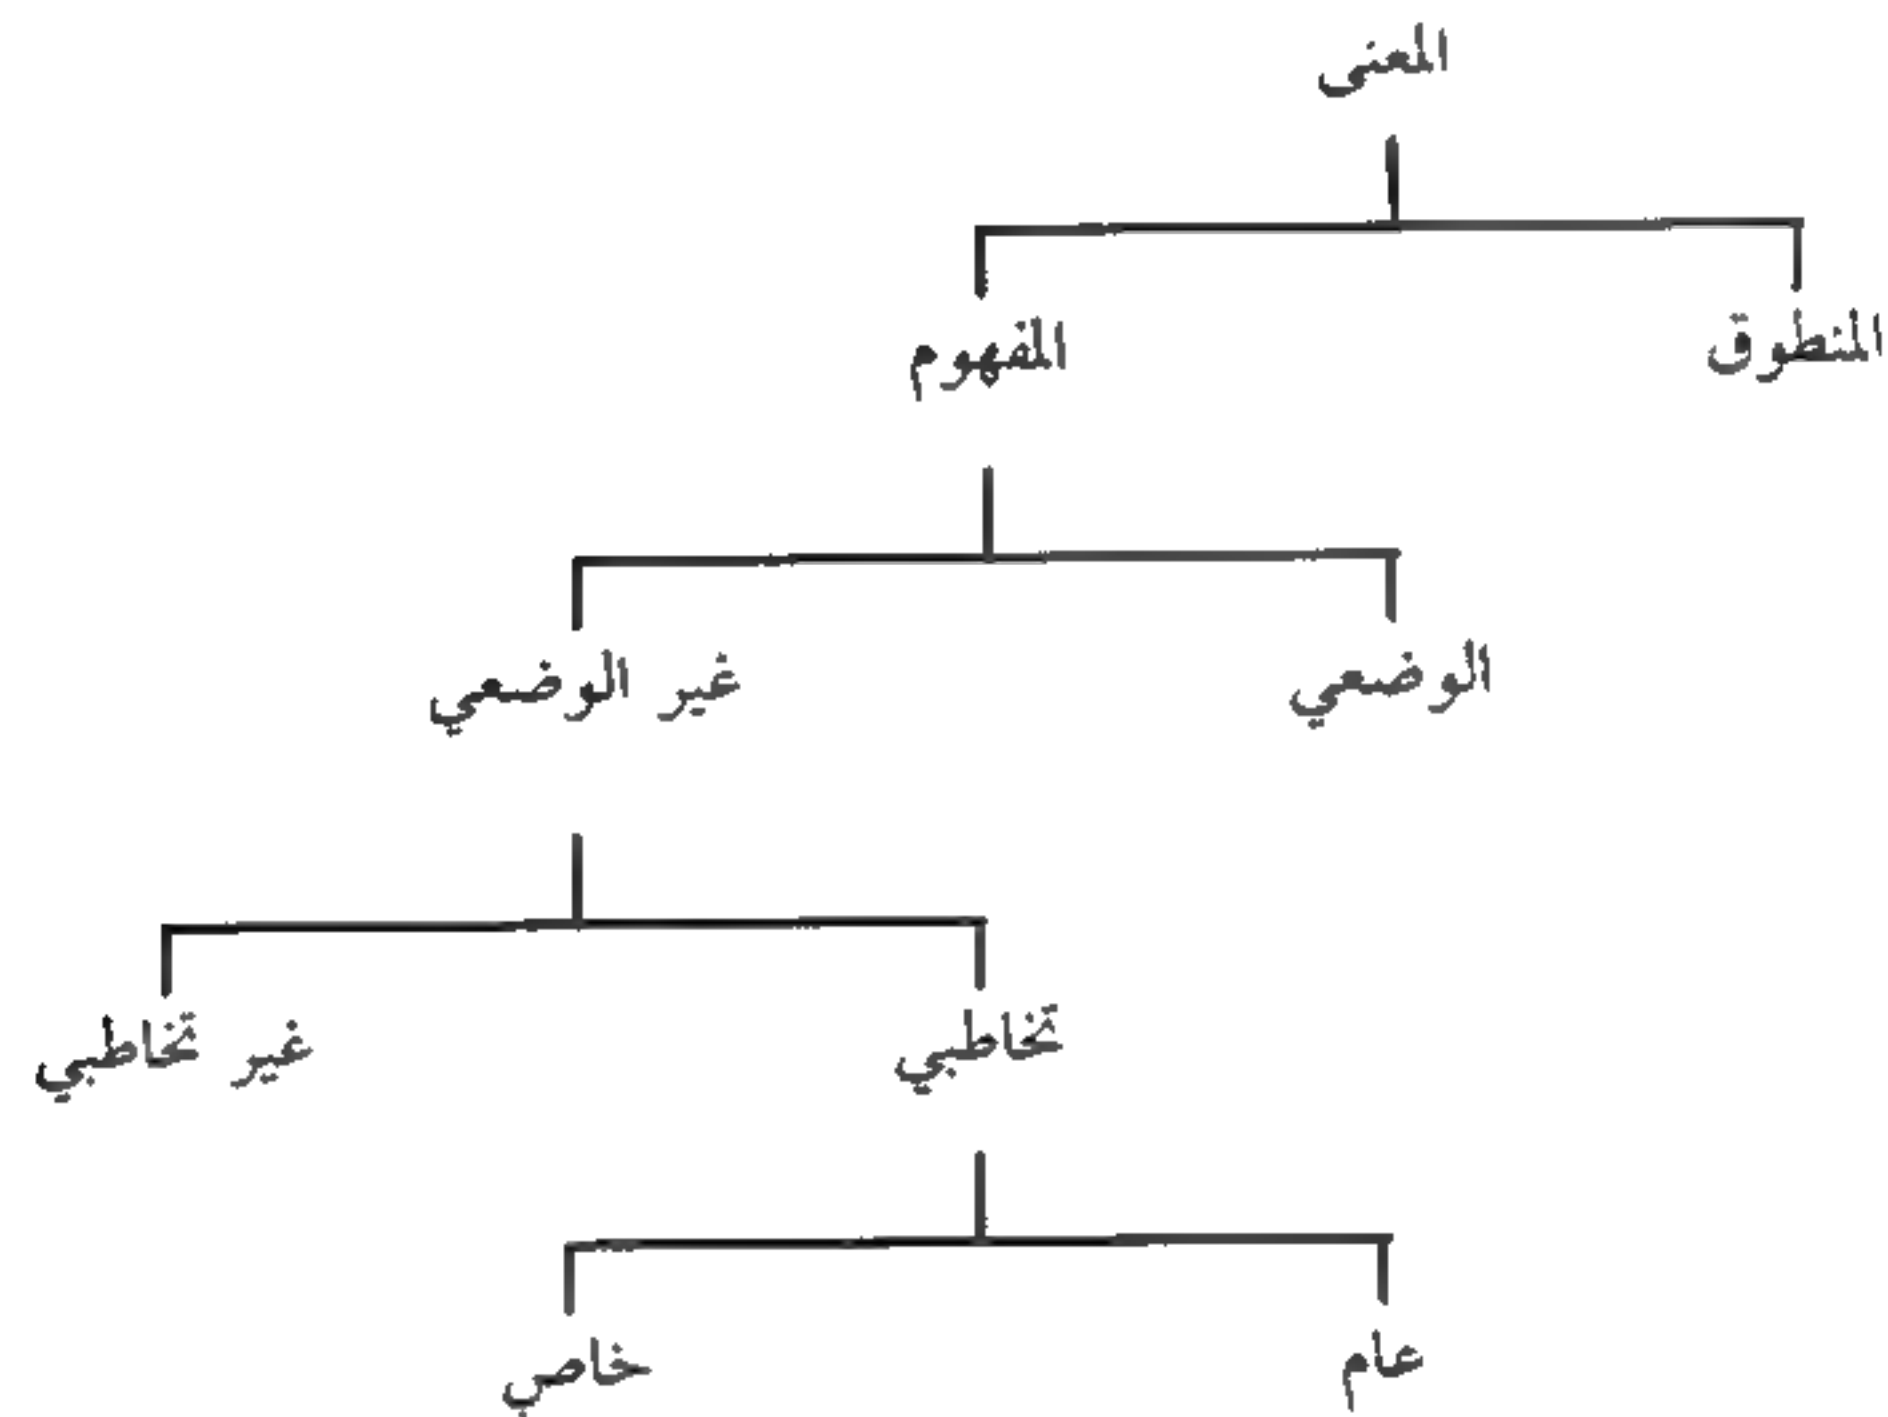 المعنى
المنطوق المفهوم
الوضعي غير الوضعي
تخاطبي غير تخاطبي
عام خاص